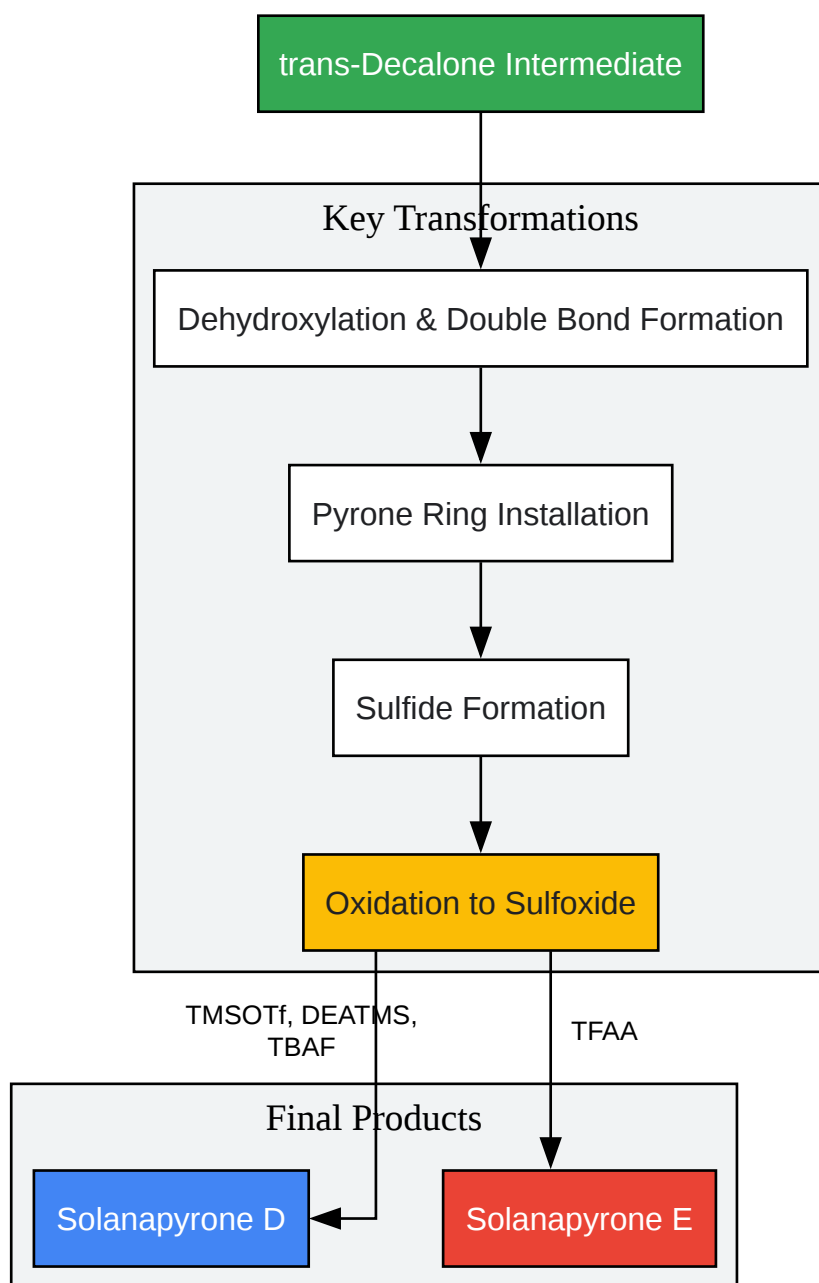 trans-Decalone Intermediate
Key Transformations
Dehydroxylation & Double Bond Formation
Pyrone Ring Installation
Sulfide Formation
Oxidation to Sulfoxide
TMSOTf, DEATMS,
TBAF
TFAA
Final Products
Solanapyrone D
Solanapyrone E